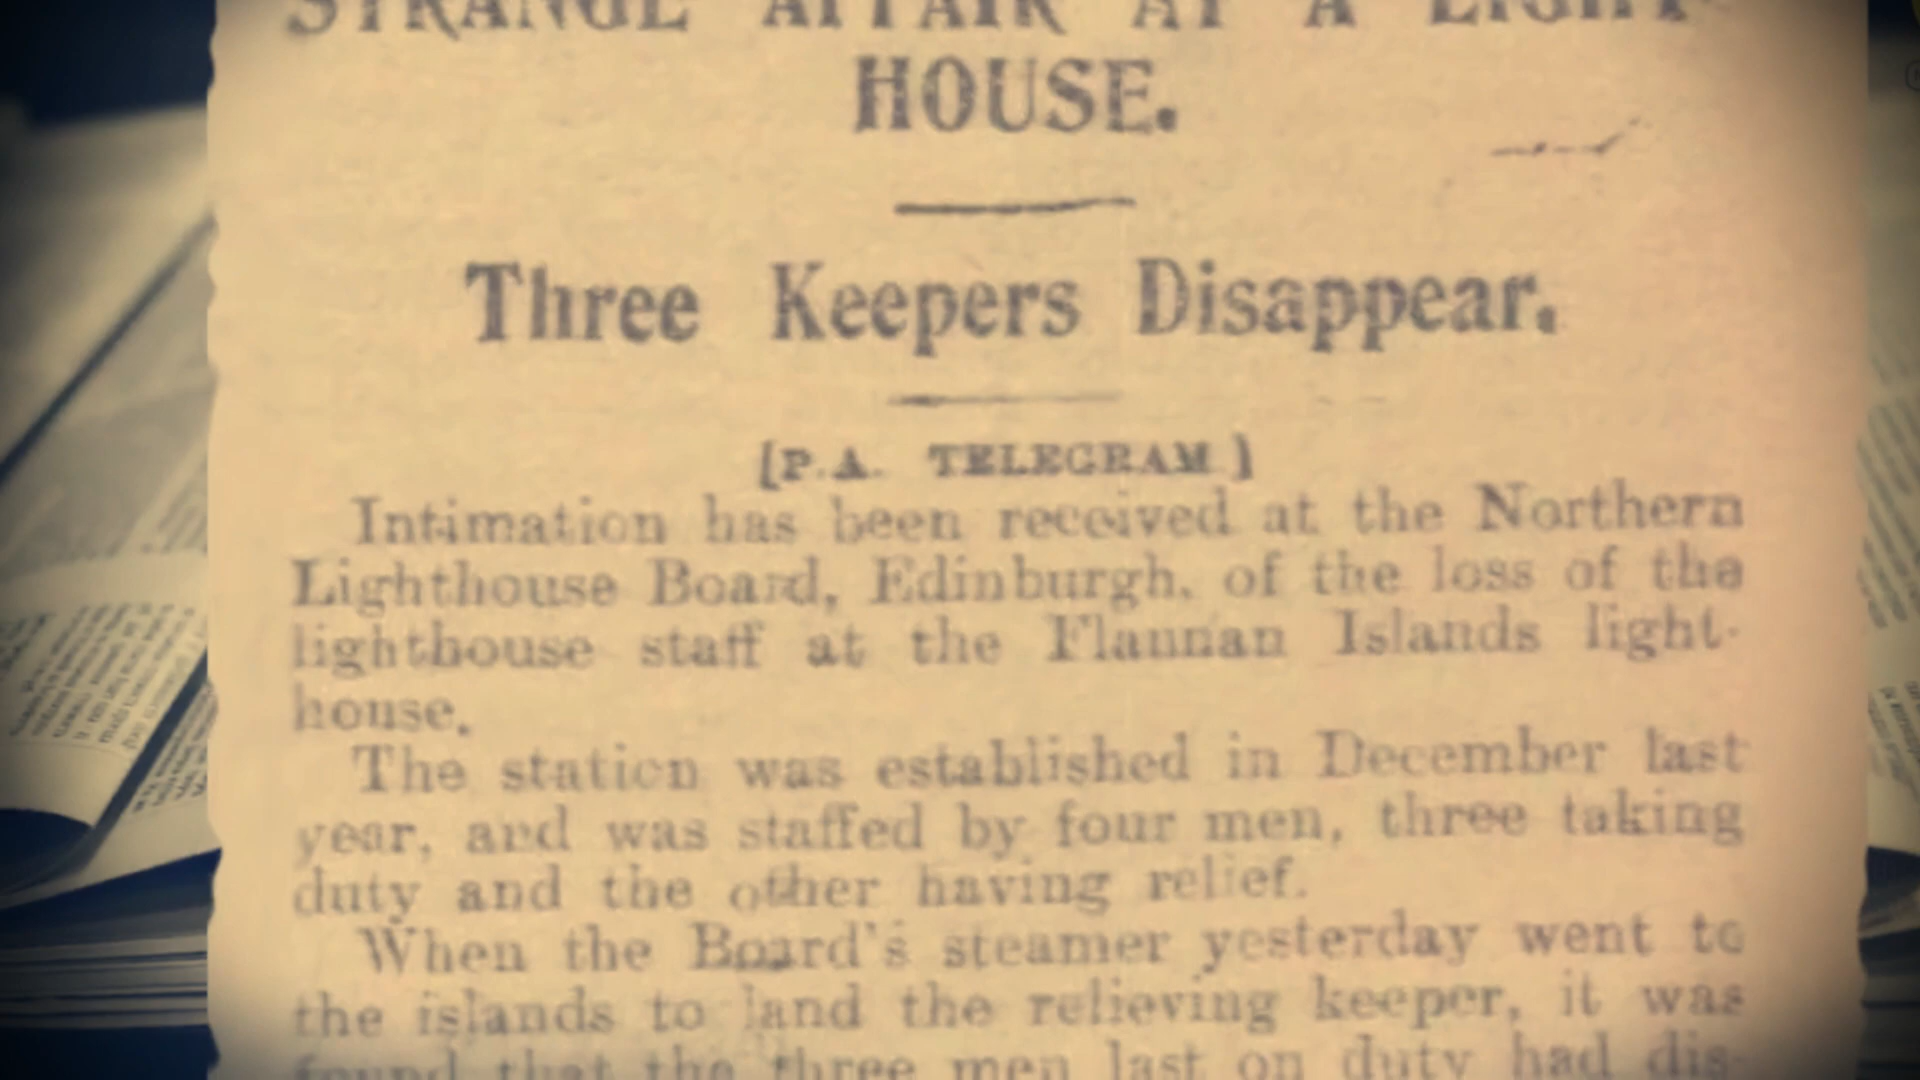 STRANGE AFFAIR AT A LIGHT-
HOUSE.
Three Keepers Disappear.
[P.A. TELEGRAM]
Intimation has been received at the Northern
Lighthouse Board, Edinburgh, of the loss of the
lighthouse staff at the Flannan Islands light-
house.
The station was established in December last
year, and was staffed by four men, three taking
duty and the other having relief.
When the Board's steamer yesterday went to
the islands to land the relieving keeper, it was
found that the three men last on duty had dis-